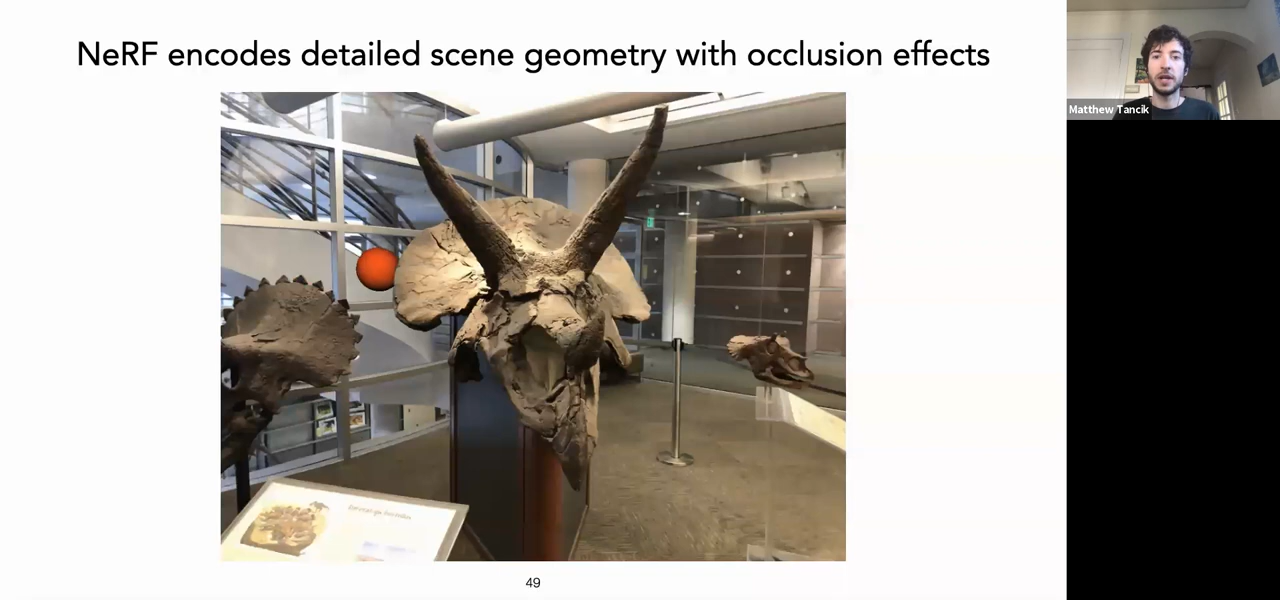 NeRF encodes detailed scene geometry with occlusion effects
Matthew Tancik
49